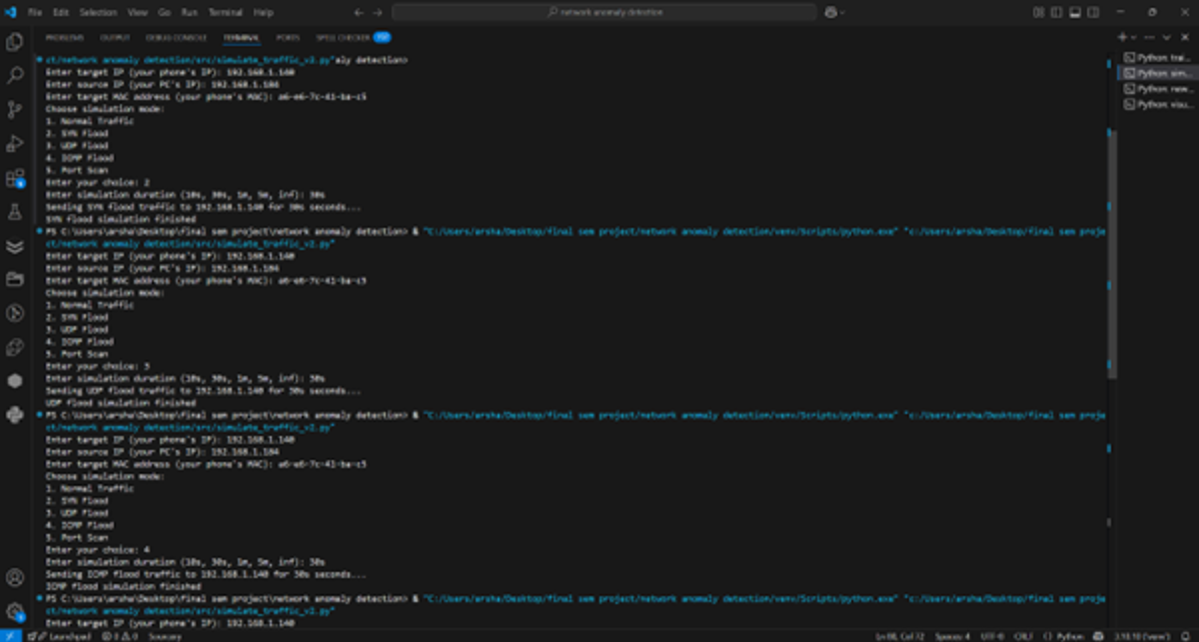 File Edit Selection View Go Run Terminal Help network anomaly detection
PROBLEMS OUTPUT DEBUG CONSOLE TERMINAL PORTS SPELL CHECKER
ct/network anomaly detection/src/simulate_traffic_v2.py"aly detection>
Enter target IP (your phone's IP): 192.168.1.140
Enter source IP (your PC's IP): 192.168.1.184
Enter target MAC address (your phone's MAC): a6-e6-7c-41-ba-c5
Choose simulation mode:
1. Normal Traffic
2. SYN Flood
3. UDP Flood
4. ICMP Flood
5. Port Scan
Enter your choice: 2
Enter simulation duration (10s, 30s, 1m, 5m, inf): 30s
Sending SYN flood traffic to 192.168.1.140 for 30s seconds...
SYN flood simulation finished
PS C:\Users\arsha\Desktop\final sem project\network anomaly detection> & "C:/Users/arsha/Desktop/final sem project/network anomaly detection/venv/Scripts/python.exe" "c:/Users/arsha/Desktop/final sem proje
ct/network anomaly detection/src/simulate_traffic_v2.py"
Enter target IP (your phone's IP): 192.168.1.140
Enter source IP (your PC's IP): 192.168.1.184
Enter target MAC address (your phone's MAC): a6-e6-7c-41-ba-c5
Choose simulation mode:
1. Normal Traffic
2. SYN Flood
3. UDP Flood
4. ICMP Flood
5. Port Scan
Enter your choice: 3
Enter simulation duration (10s, 30s, 1m, 5m, inf): 30s
Sending UDP flood traffic to 192.168.1.140 for 30s seconds...
UDP flood simulation finished
PS C:\Users\arsha\Desktop\final sem project\network anomaly detection> & "C:/Users/arsha/Desktop/final sem project/network anomaly detection/venv/Scripts/python.exe" "c:/Users/arsha/Desktop/final sem proje
ct/network anomaly detection/src/simulate_traffic_v2.py"
Enter target IP (your phone's IP): 192.168.1.140
Enter source IP (your PC's IP): 192.168.1.184
Enter target MAC address (your phone's MAC): a6-e6-7c-41-ba-c5
Choose simulation mode:
1. Normal Traffic
2. SYN Flood
3. UDP Flood
4. ICMP Flood
5. Port Scan
Enter your choice: 4
Enter simulation duration (10s, 30s, 1m, 5m, inf): 30s
Sending ICMP flood traffic to 192.168.1.140 for 30s seconds...
ICMP flood simulation finished
PS C:\Users\arsha\Desktop\final sem project\network anomaly detection> & "C:/Users/arsha/Desktop/final sem project/network anomaly detection/venv/Scripts/python.exe" "c:/Users/arsha/Desktop/final sem proje
ct/network anomaly detection/src/simulate_traffic_v2.py"
Enter target IP (your phone's IP): 192.168.1.140
Python: trai...
Python: sim...
Python: new...
Python: visu...
Launchpad 0 0 Sourcery Spaces: 4 UTF-8 CRLF Python